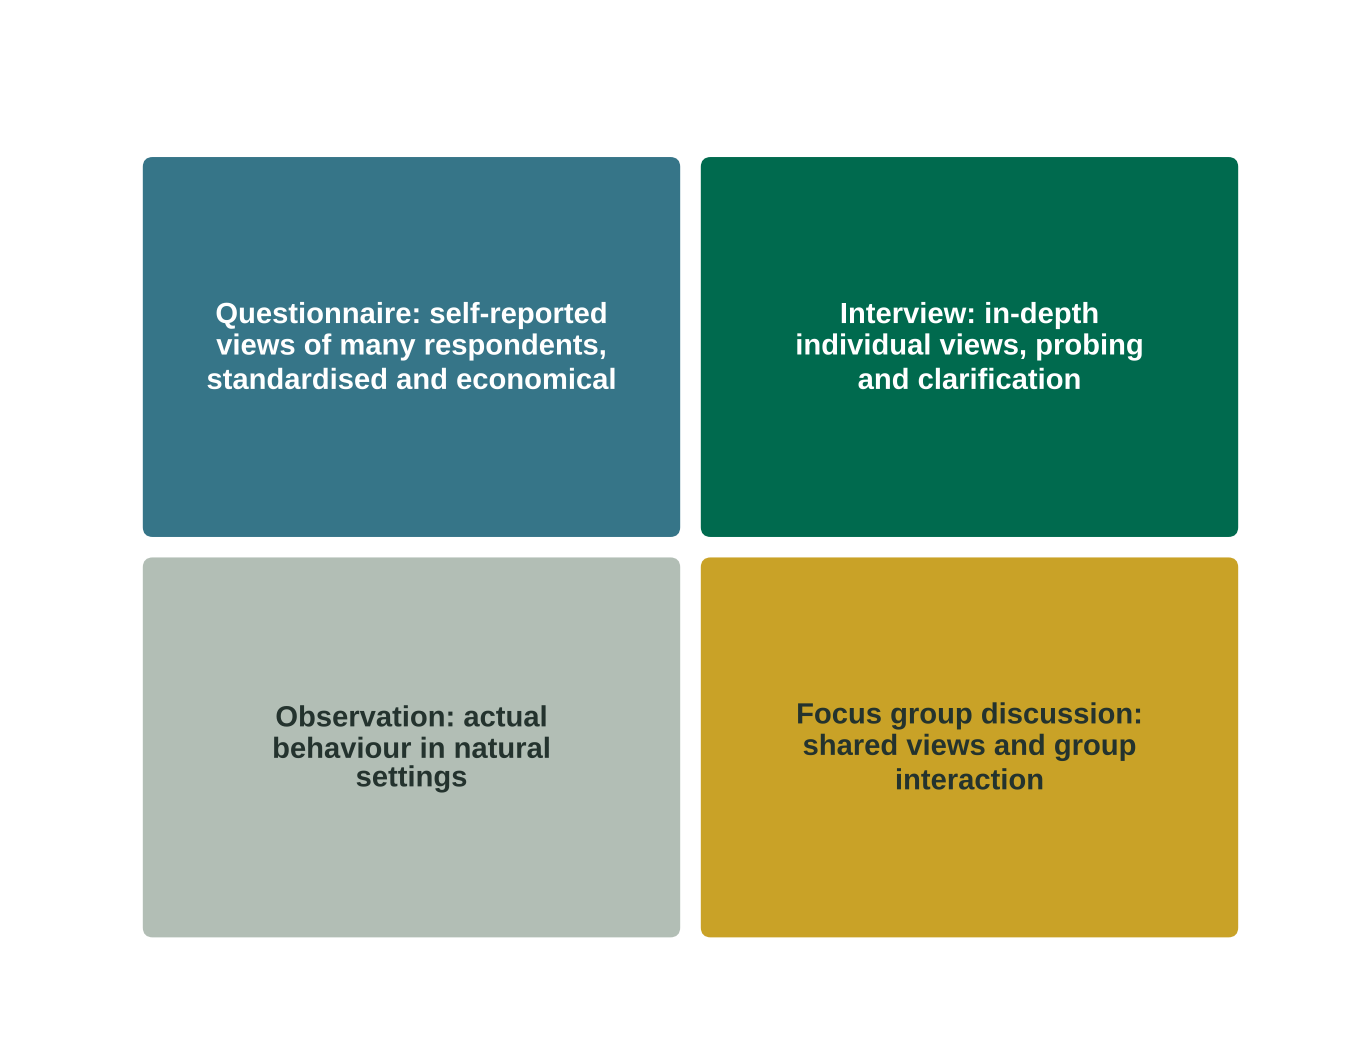 Questionnaire: self-reported
views of many respondents,
standardised and economical
Interview: in-depth
individual views, probing
and clarification
Observation: actual
behaviour in natural
settings
Focus group discussion:
shared views and group
interaction